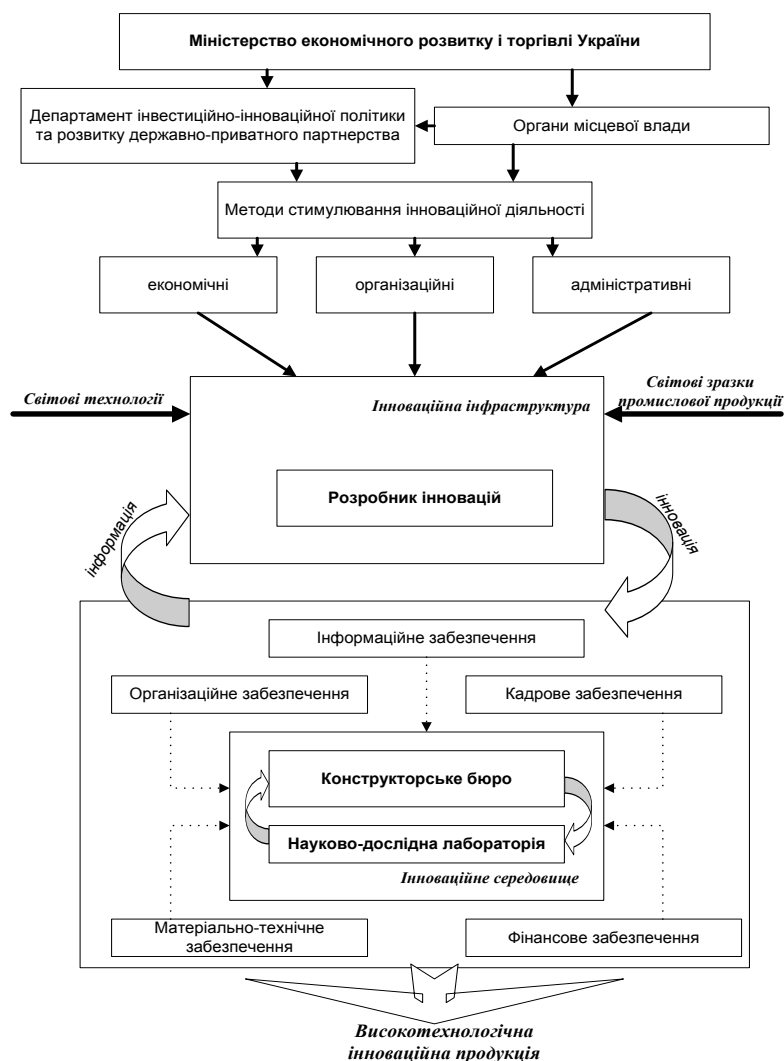 Міністерство економічного розвитку і торгівлі України
Департамент інвестиційно-інноваційної політики
та розвитку державно-приватного партнерства
Органи місцевої влади
Методи стимулювання інноваційної діяльності
економічні
організаційні
адміністративні
Світові технології
Інноваційна інфраструктура
Світові зразки
промислової продукції
Розробник інновацій
інформація
інновація
Інформаційне забезпечення
Організаційне забезпечення
Кадрове забезпечення
Конструкторське бюро
Науково-дослідна лабораторія
Інноваційне середовище
Матеріально-технічне
забезпечення
Фінансове забезпечення
Високотехнологічна
інноваційна продукція